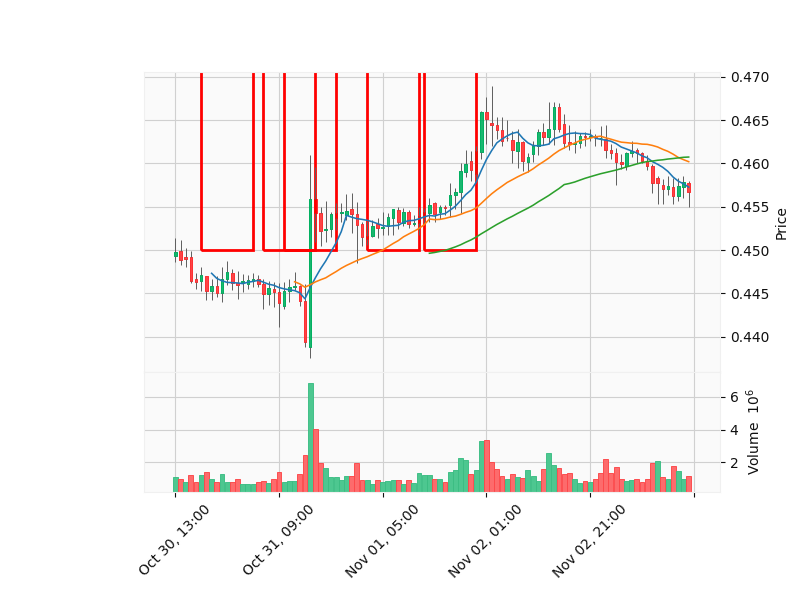 0.470
0.465
0.460
0.455
0.450
0.445
0.440
Price
6
4
2
Volume 10^6
Oct 30, 13:00
Oct 31, 09:00
Nov 01, 05:00
Nov 02, 01:00
Nov 02, 21:00